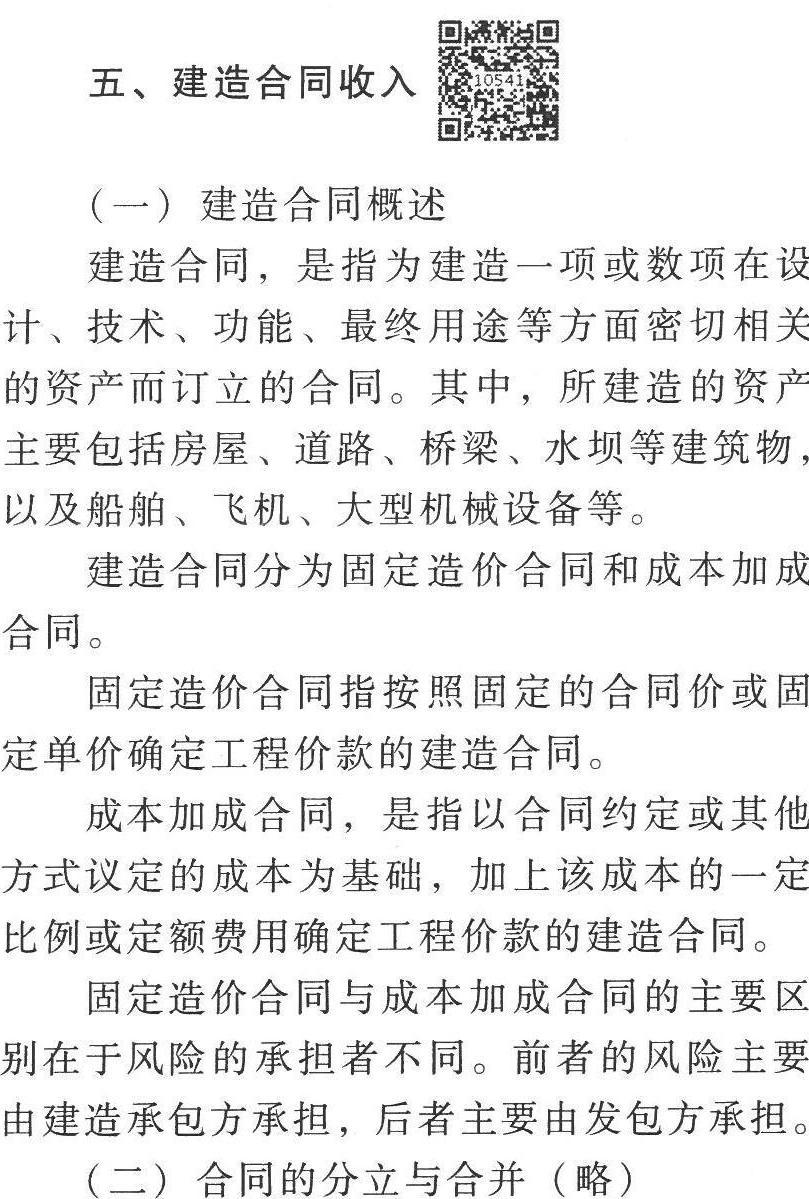 五、建造合同收入
10541
（一）建造合同概述
建造合同，是指为建造一项或数项在设
计、技术、功能、最终用途等方面密切相关
的资产而订立的合同。其中，所建造的资产
主要包括房屋、道路、桥梁、水坝等建筑物，
以及船舶、飞机、大型机械设备等。
建造合同分为固定造价合同和成本加成
合同。
固定造价合同指按照固定的合同价或固
定单价确定工程价款的建造合同。
成本加成合同，是指以合同约定或其他
方式议定的成本为基础，加上该成本的一定
比例或定额费用确定工程价款的建造合同。
固定造价合同与成本加成合同的主要区
别在于风险的承担者不同。前者的风险主要
由建造承包方承担，后者主要由发包方承担。
（二）合同的分立与合并（略）